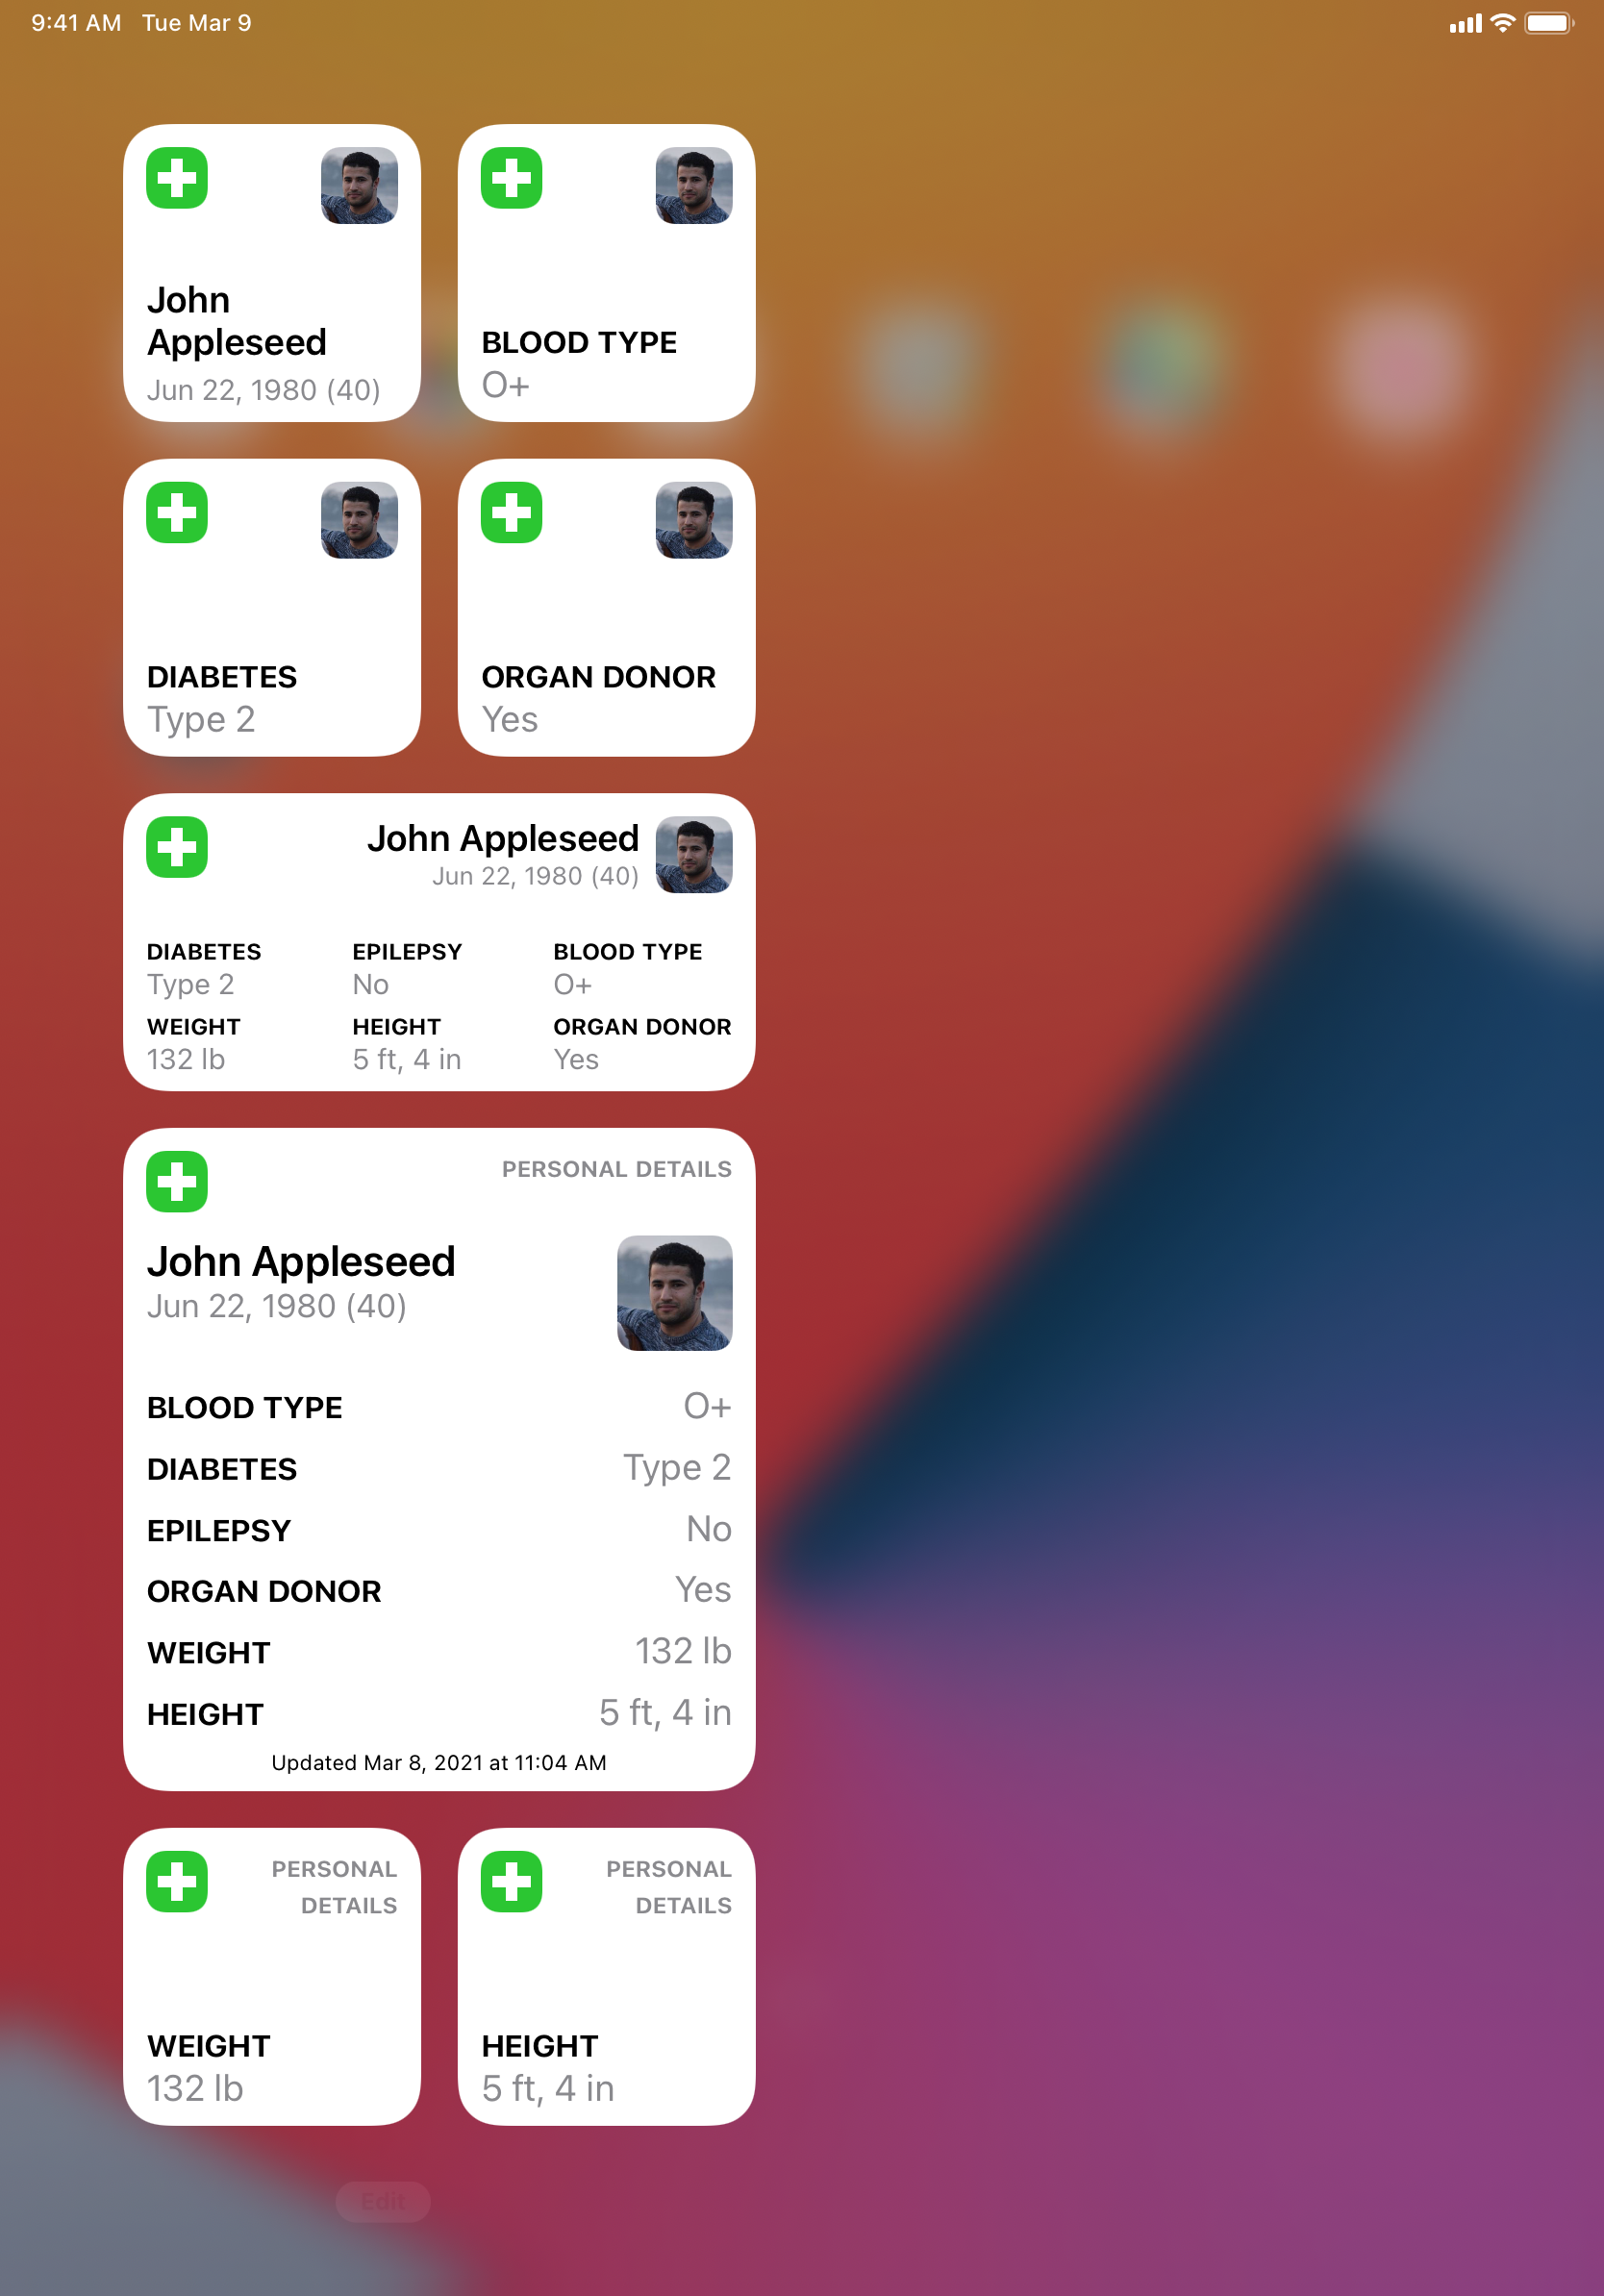 9:41 AM Tue Mar 9
John
Appleseed
Jun 22, 1980 (40)
BLOOD TYPE
O+
DIABETES
Type 2
ORGAN DONOR
Yes
John Appleseed
Jun 22, 1980 (40)
DIABETES EPILEPSY BLOOD TYPE
Type 2 No O+
WEIGHT HEIGHT ORGAN DONOR
132 lb 5 ft, 4 in Yes
PERSONAL DETAILS
John Appleseed
Jun 22, 1980 (40)
BLOOD TYPE O+
DIABETES Type 2
EPILEPSY No
ORGAN DONOR Yes
WEIGHT 132 lb
HEIGHT 5 ft, 4 in
Updated Mar 8, 2021 at 11:04 AM
PERSONAL
DETAILS
WEIGHT
132 lb
PERSONAL
DETAILS
HEIGHT
5 ft, 4 in
Edit